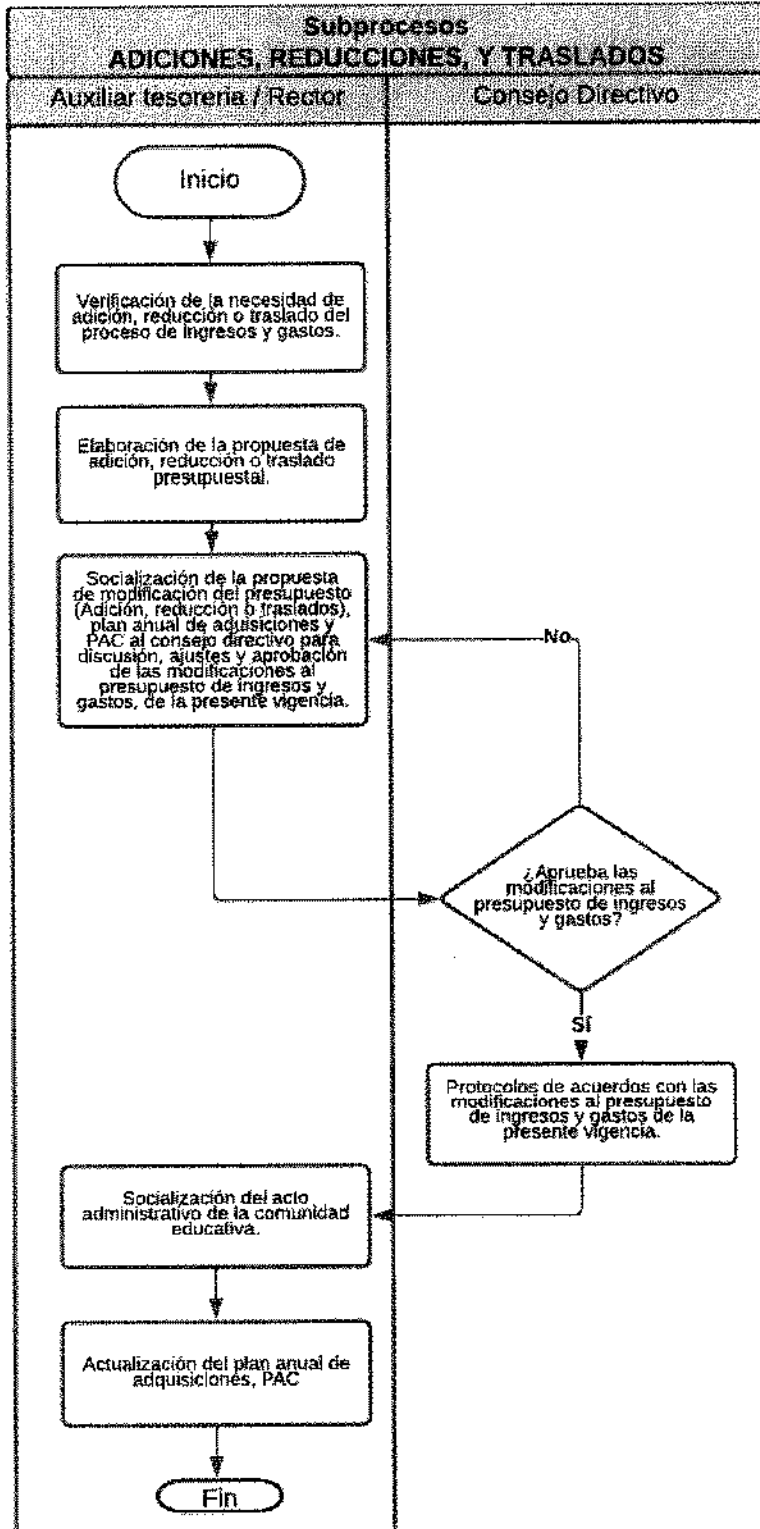 Subprocesos
ADICIONES, REDUCCIONES, Y TRASLADOS
Auxiliar tesoreria / Rector
Consejo Directivo
Inicio
Verificación de la necesidad de
adición, reducción o traslado del
proceso de ingresos y gastos.
Elaboración de la propuesta de
adición, reducción o traslado
presupuestal.
Socialización de la propuesta
de modificación del presupuesto
(Adición, reducción o traslados),
plan anual de aquisiciones y
PAC al consejo directivo para
discusión, ajustes y aprobación
de las modificaciones al
presupuesto de ingresos y
gastos, de la presente vigencia.
No
¿Aprueba las
modificaciones al
presupuesto de ingresos
y gastos?
Sí
Protocolos de acuerdos con las
modificaciones al presupuesto
de ingresos y gastos de la
presente vigencia.
Socialización del acto
administrativo de la comunidad
educativa.
Actualización del plan anual de
adquisiciones, PAC
Fin